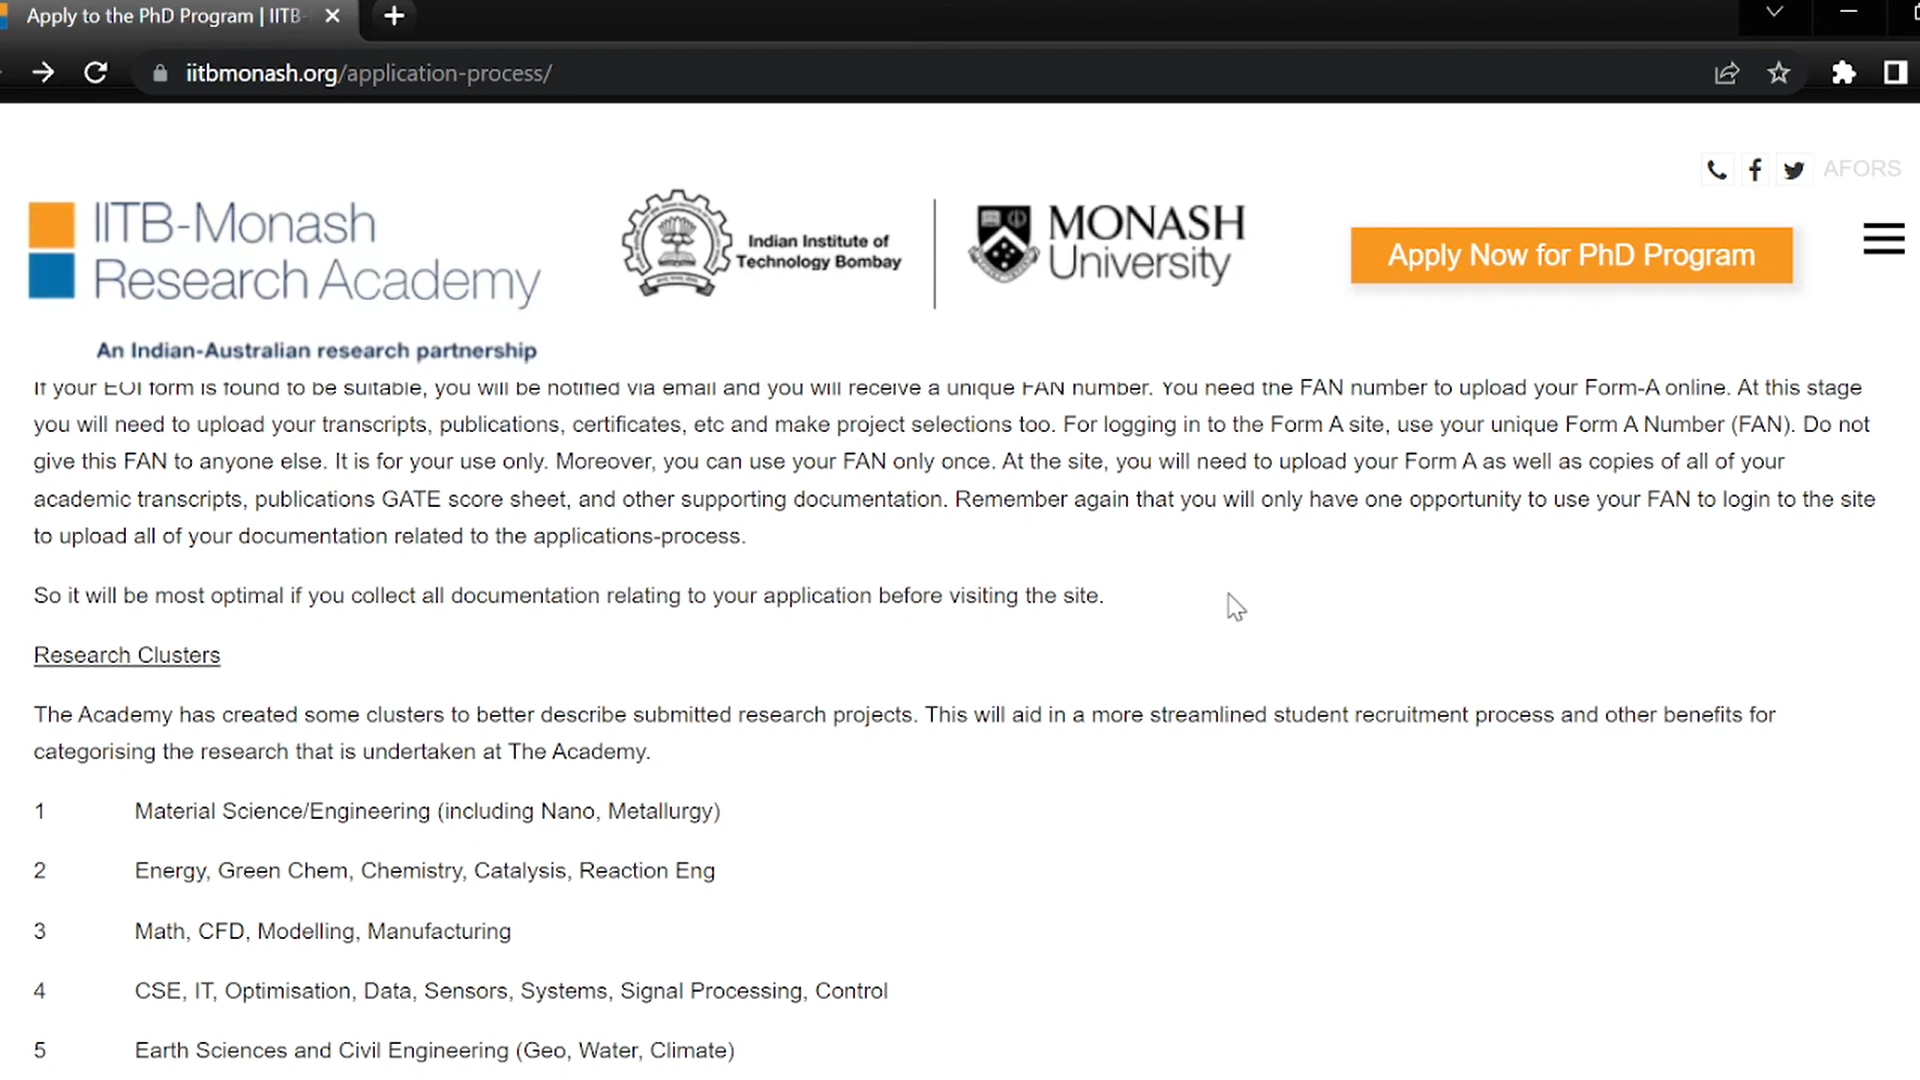 Apply to the PhD Program | IITB-
iitbmonash.org/application-process/
AFORS
IITB-Monash
Research Academy
An Indian-Australian research partnership
Indian Institute of
Technology Bombay
MONASH
University
Apply Now for PhD Program
If your EOI form is found to be suitable, you will be notified via email and you will receive a unique FAN number. You need the FAN number to upload your Form-A online. At this stage
you will need to upload your transcripts, publications, certificates, etc and make project selections too. For logging in to the Form A site, use your unique Form A Number (FAN). Do not
give this FAN to anyone else. It is for your use only. Moreover, you can use your FAN only once. At the site, you will need to upload your Form A as well as copies of all of your
academic transcripts, publications GATE score sheet, and other supporting documentation. Remember again that you will only have one opportunity to use your FAN to login to the site
to upload all of your documentation related to the applications-process.
So it will be most optimal if you collect all documentation relating to your application before visiting the site.
Research Clusters
The Academy has created some clusters to better describe submitted research projects. This will aid in a more streamlined student recruitment process and other benefits for
categorising the research that is undertaken at The Academy.
1 Material Science/Engineering (including Nano, Metallurgy)
2 Energy, Green Chem, Chemistry, Catalysis, Reaction Eng
3 Math, CFD, Modelling, Manufacturing
4 CSE, IT, Optimisation, Data, Sensors, Systems, Signal Processing, Control
5 Earth Sciences and Civil Engineering (Geo, Water, Climate)